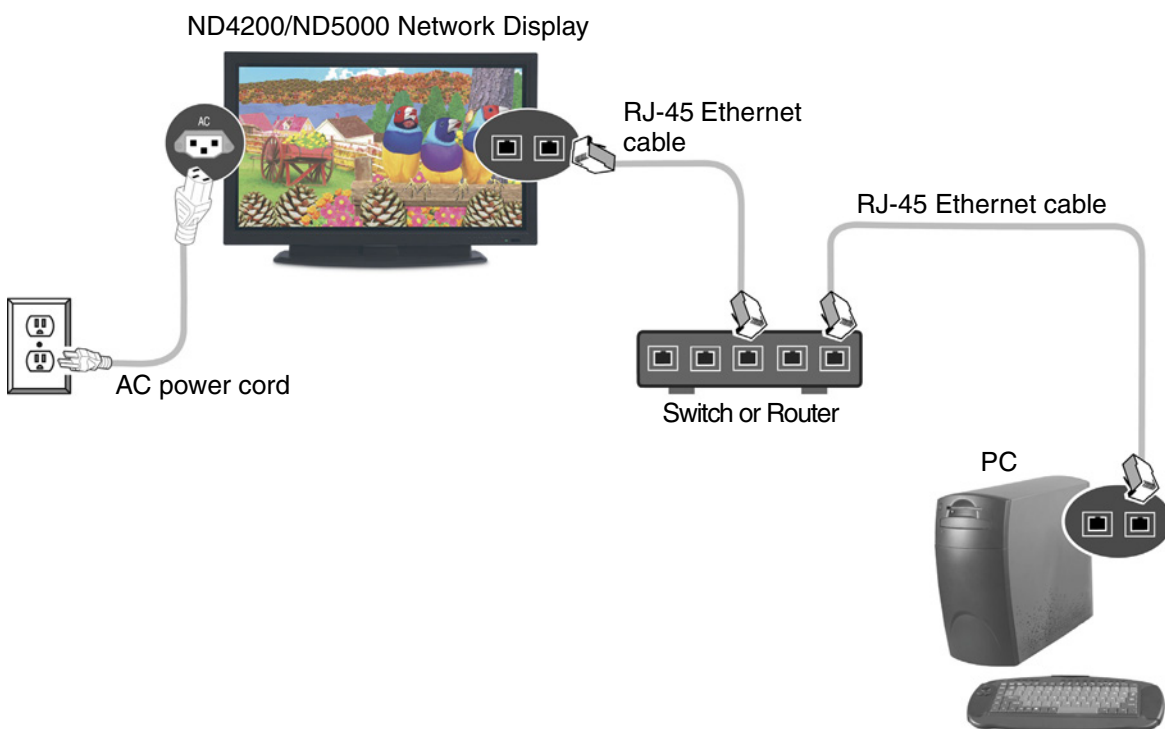 ND4200/ND5000 Network Display
AC
RJ-45 Ethernet
cable
RJ-45 Ethernet cable
AC power cord
Switch or Router
PC